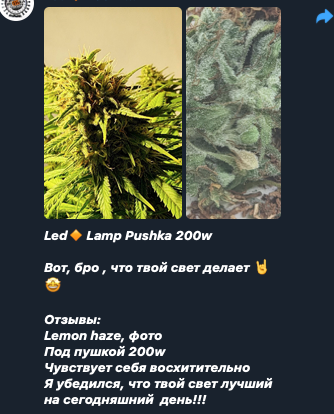 Led🔸Lamp Pushka 200w
Вот, бро , что твой свет делает 🤘
🤩
Отзывы:
Lemon haze, фото
Под пушкой 200w
Чувствует себя восхитительно
Я убедился, что твой свет лучший
на сегодняшний день!!!